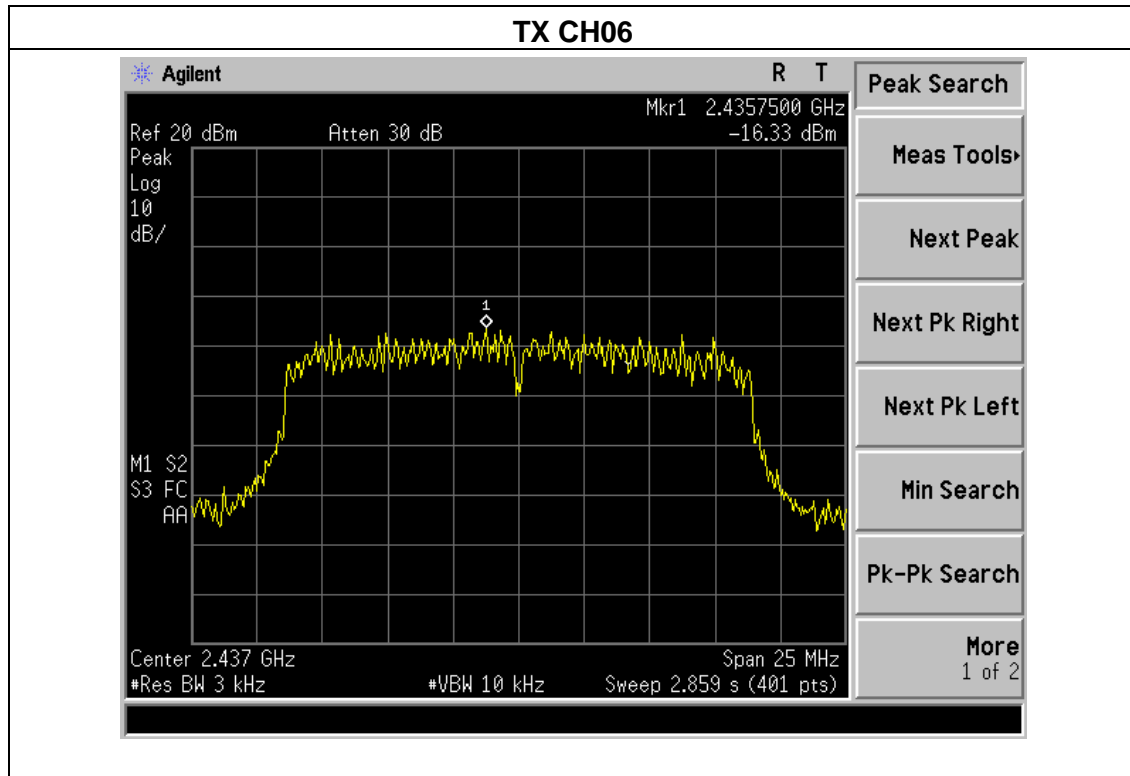 TX CH06
Agilent R T
Mkr1 2.4357500 GHz
Ref 20 dBm Atten 30 dB -16.33 dBm
Peak
Log
10
dB/
1
M1 S2
S3 FC
AA
Center 2.437 GHz Span 25 MHz
#Res BW 3 kHz #VBW 10 kHz Sweep 2.859 s (401 pts)
Peak Search
Meas Tools
Next Peak
Next Pk Right
Next Pk Left
Min Search
Pk-Pk Search
More
1 of 2